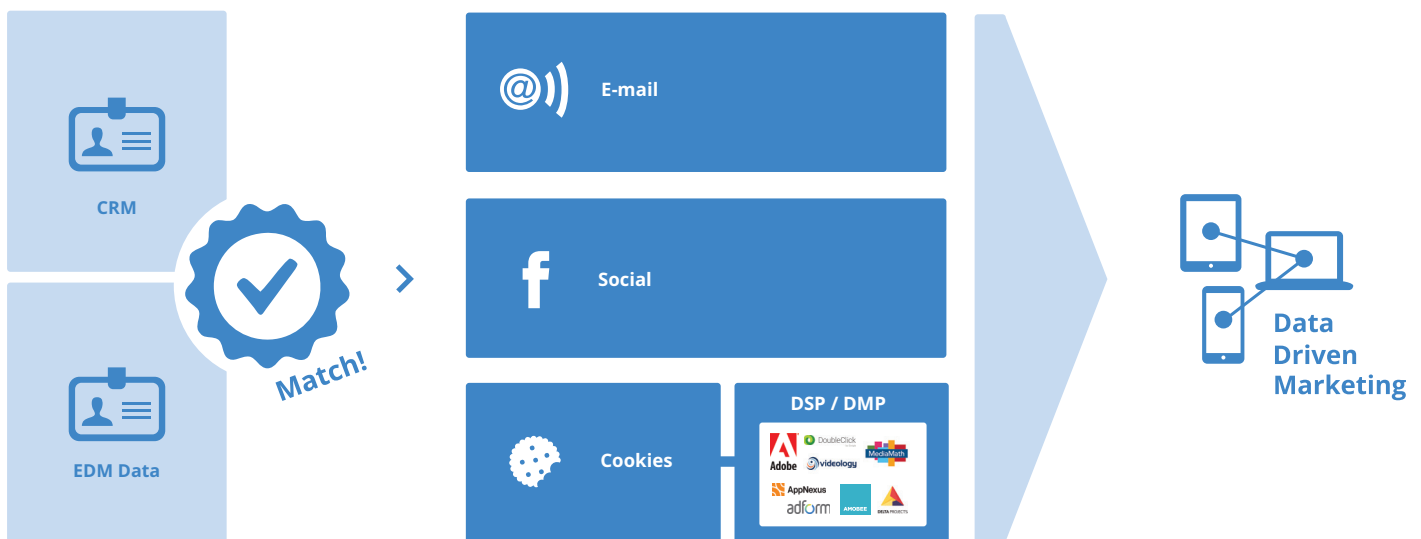 CRM
EDM Data
Match!
@
E-mail
Social
Cookies
DSP / DMP
Adobe
DoubleClick
videology
MediaMath
AppNexus
adform
AMOBEE
DELTA PROJECTS
Data
Driven
Marketing